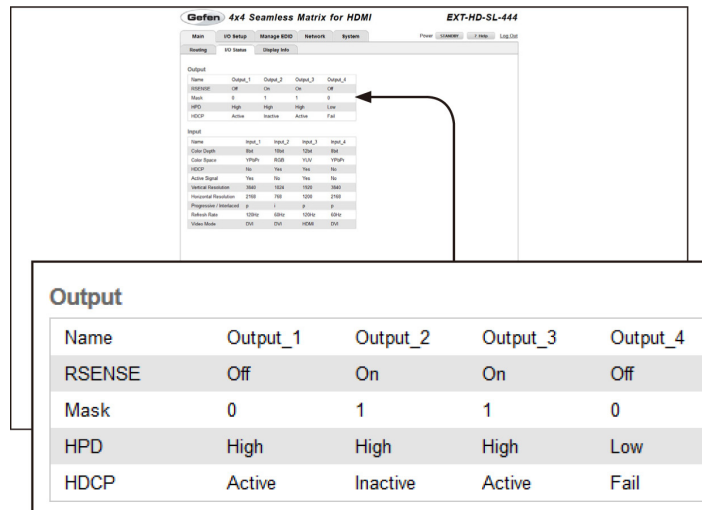 Gefen 4x4 Seamless Matrix for HDMI EXT-HD-SL-444
Main I/O Setup Manage EDID Network System Power STANDBY ? Help Log Out
Routing I/O Status Display Info
Output
Name Output_1 Output_2 Output_3 Output_4
RSENSE Off On On Off
Mask 0 1 1 0
HPD High High High Low
HDCP Active Inactive Active Fail
Input
Name Input_1 Input_2 Input_3 Input_4
Color Depth 8bit 10bit 12bit 8bit
Color Space YPbPr RGB YUV YPbPr
HDCP No Yes Yes No
Active Signal Yes No Yes No
Vertical Resolution 3840 1024 1920 3840
Horizontal Resolution 2160 768 1200 2160
Progressive / Interlaced p i p p
Refresh Rate 120Hz 60Hz 120Hz 60Hz
Video Mode DVI DVI HDMI DVI
Output
Name Output_1 Output_2 Output_3 Output_4
RSENSE Off On On Off
Mask 0 1 1 0
HPD High High High Low
HDCP Active Inactive Active Fail